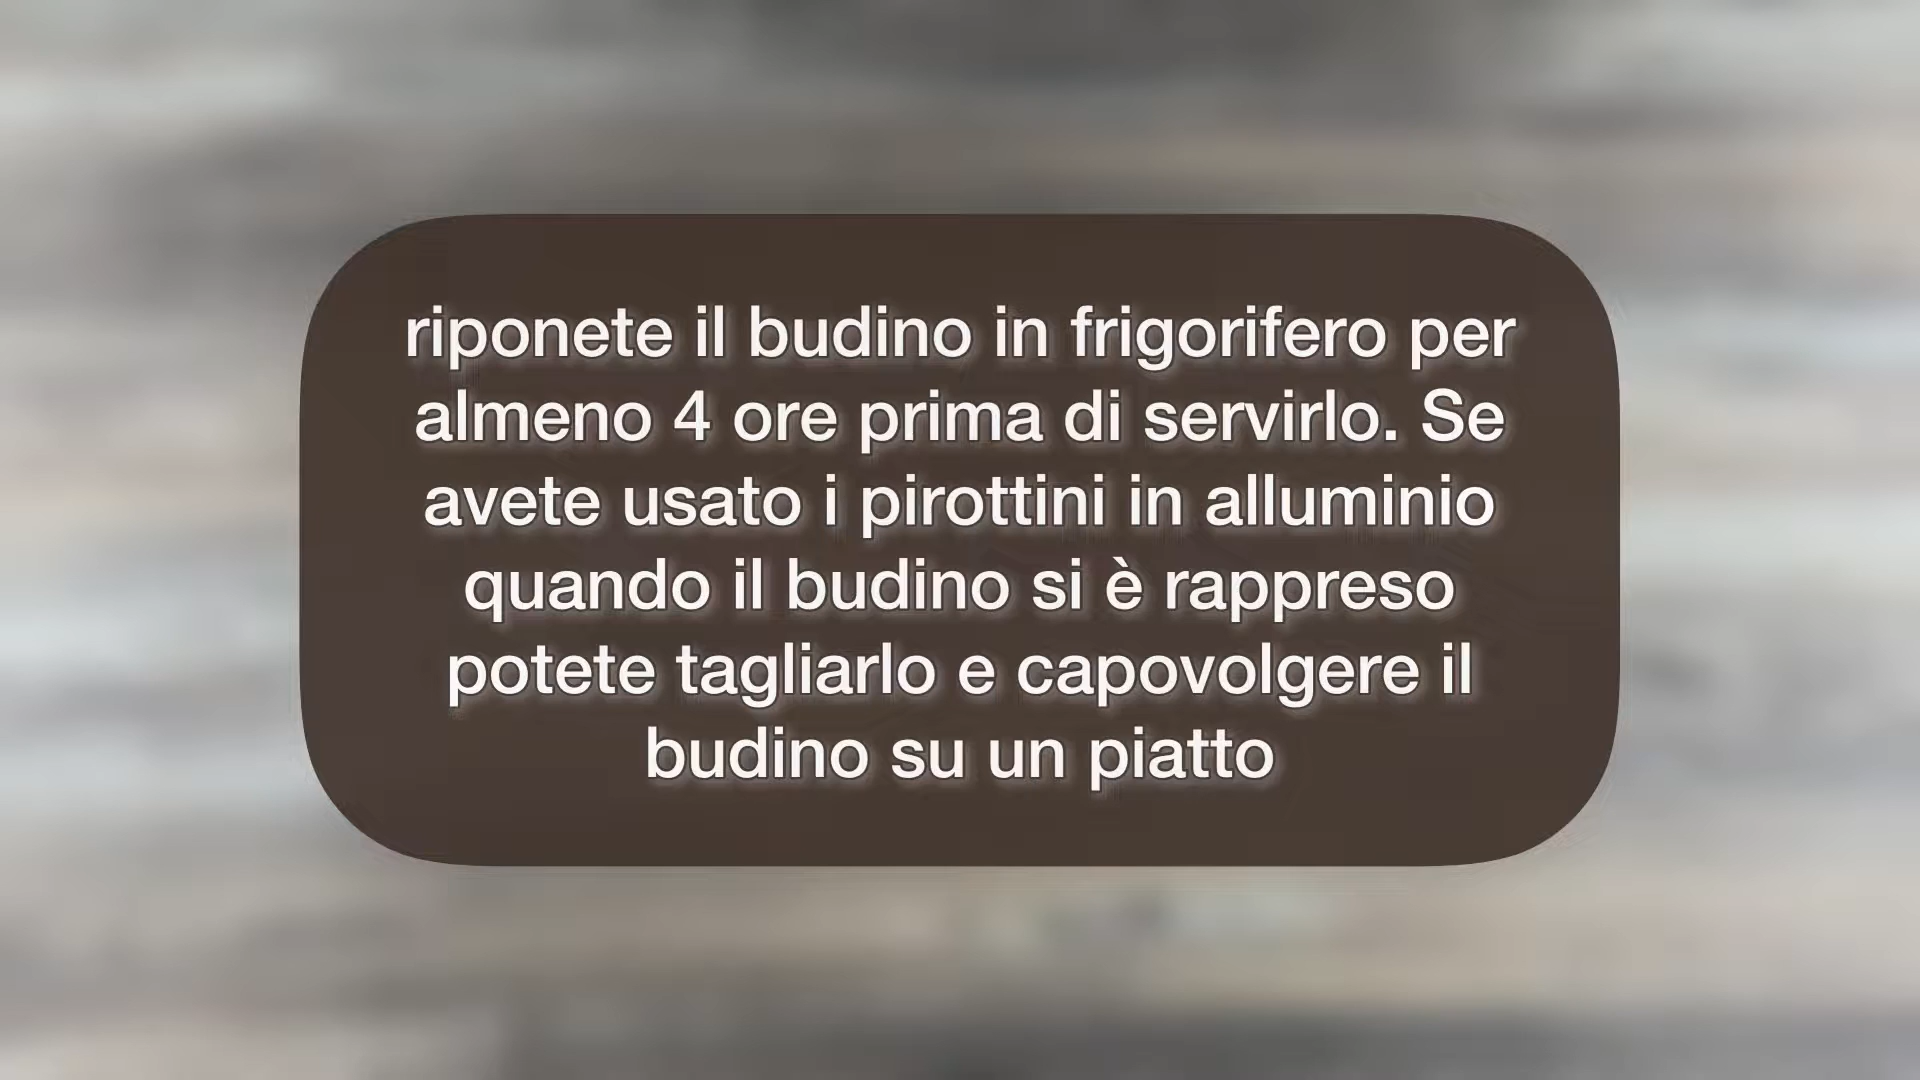 riponete il budino in frigorifero per
almeno 4 ore prima di servirlo. Se
avete usato i pirottini in alluminio
quando il budino si è rappreso
potete tagliarlo e capovolgere il
budino su un piatto